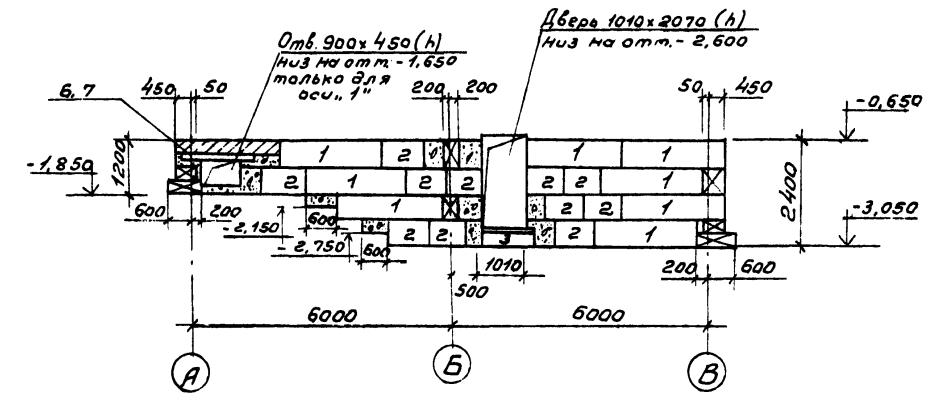 Отв. 900х450(h)
низ на отм. -1,650
только для
оси "1"
Дверь 1010х2070(h)
низ на отм. -2,600
6,7
450 50
200 200
50 450
-0,650
1 2 1 1
1200
-1,850
2 1 2 2 2 2 1
2400
600 200
600
1 2 2 1
-2,150
-3,050
-2,750
600
2 2 3 2 1
1010
500
200 600
6000 6000
А Б В